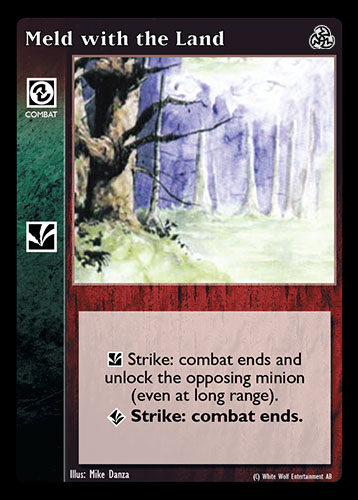 Meld with the Land
COMBAT
Strike: combat ends and
unlock the opposing minion
(even at long range).
Strike: combat ends.
Illus: Mike Danza
(C) White Wolf Entertainment AB